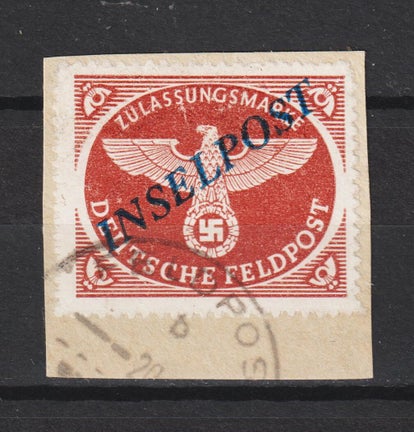 ZULASSUNGSMARKE
INSELPOST
DEUTSCHE FELDPOST